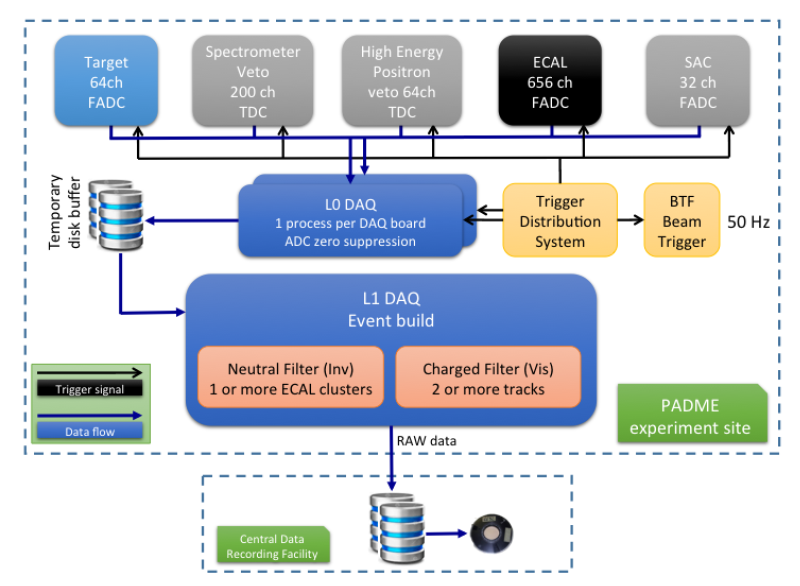 Target
64ch
FADC
Spectrometer
Veto
200 ch
TDC
High Energy
Positron
veto 64ch
TDC
ECAL
656 ch
FADC
SAC
32 ch
FADC
Temporary
disk buffer
L0 DAQ
1 process per DAQ board
ADC zero suppression
Trigger
Distribution
System
BTF
Beam
Trigger
50 Hz
L1 DAQ
Event build
Neutral Filter (Inv)
1 or more ECAL clusters
Charged Filter (Vis)
2 or more tracks
Trigger signal
Data flow
PADME
experiment site
RAW data
Central Data
Recording Facility